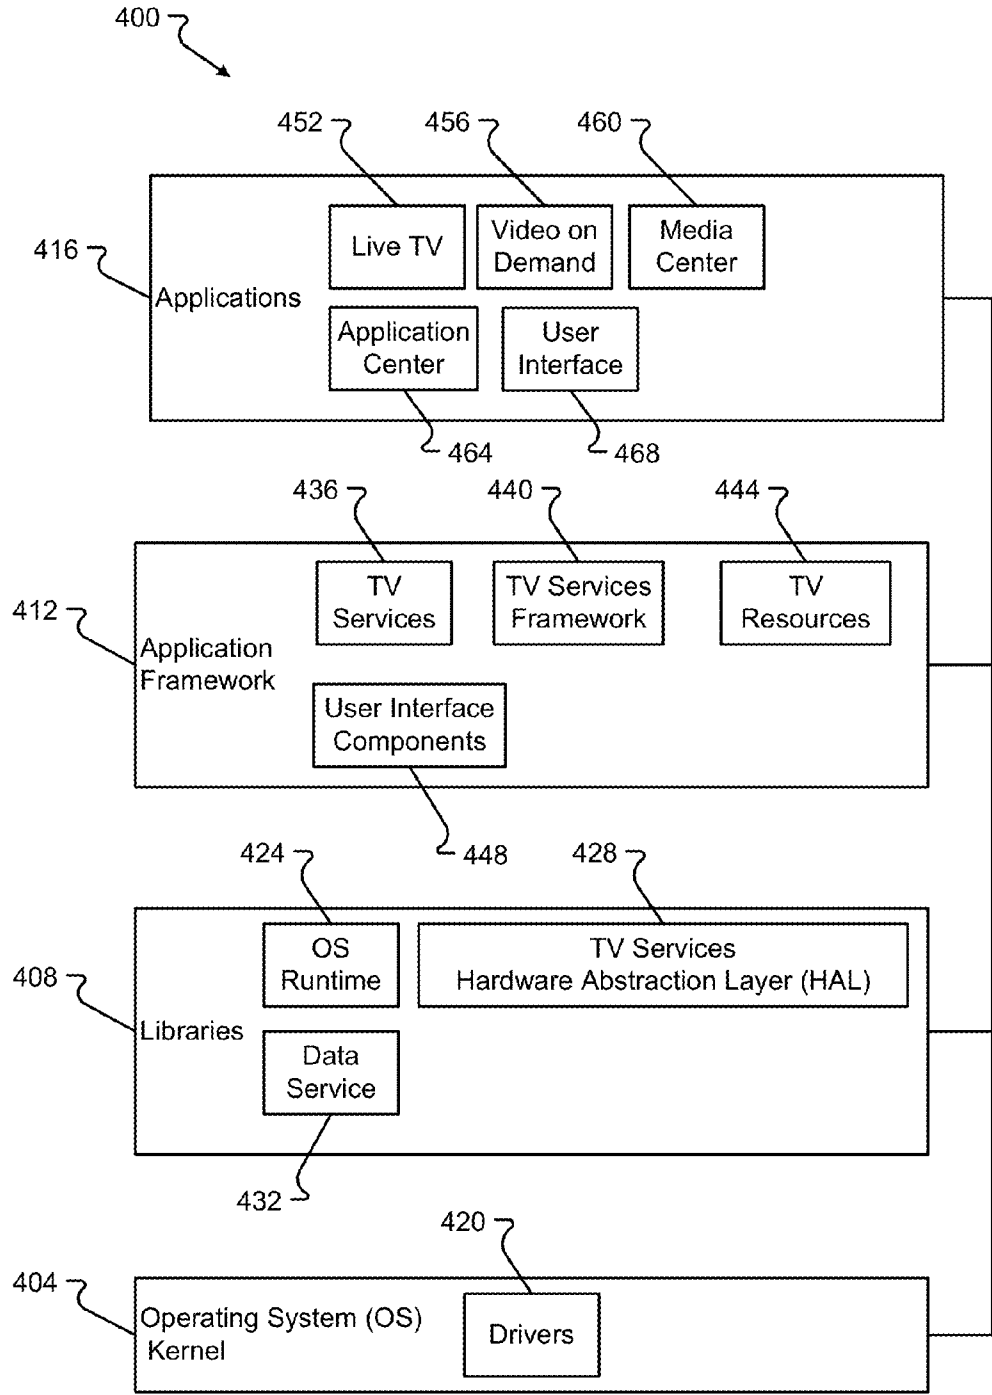 400
452
456
460
416
Applications
Live TV
Video on
Demand
Media
Center
Application
Center
User
Interface
464
468
436
440
444
412
Application
Framework
TV
Services
TV Services
Framework
TV
Resources
User Interface
Components
448
424
428
408
Libraries
OS
Runtime
TV Services
Hardware Abstraction Layer (HAL)
Data
Service
432
420
404
Operating System (OS)
Kernel
Drivers